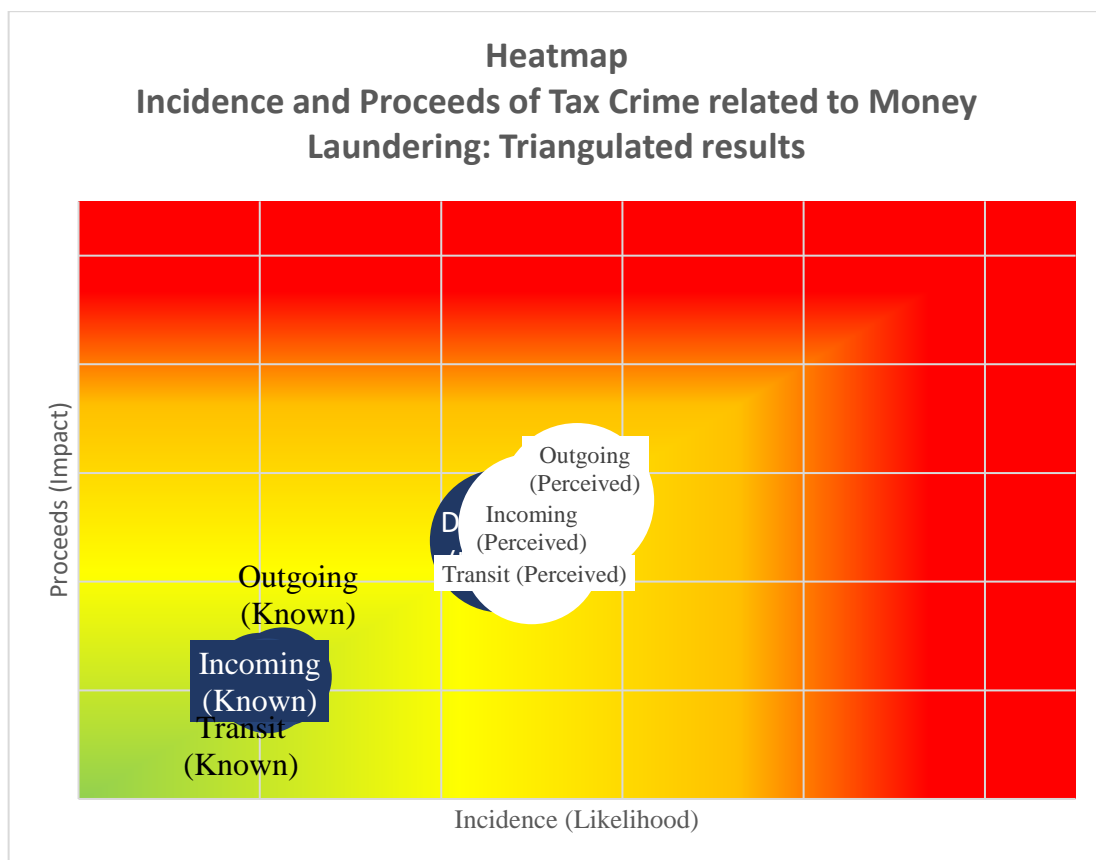 Heatmap
Incidence and Proceeds of Tax Crime related to Money
Laundering: Triangulated results
Proceeds (Impact)
Outgoing
(Perceived)
Incoming
(Perceived)
Transit (Perceived)
Outgoing
(Known)
Incoming
(Known)
Transit
(Known)
Incidence (Likelihood)